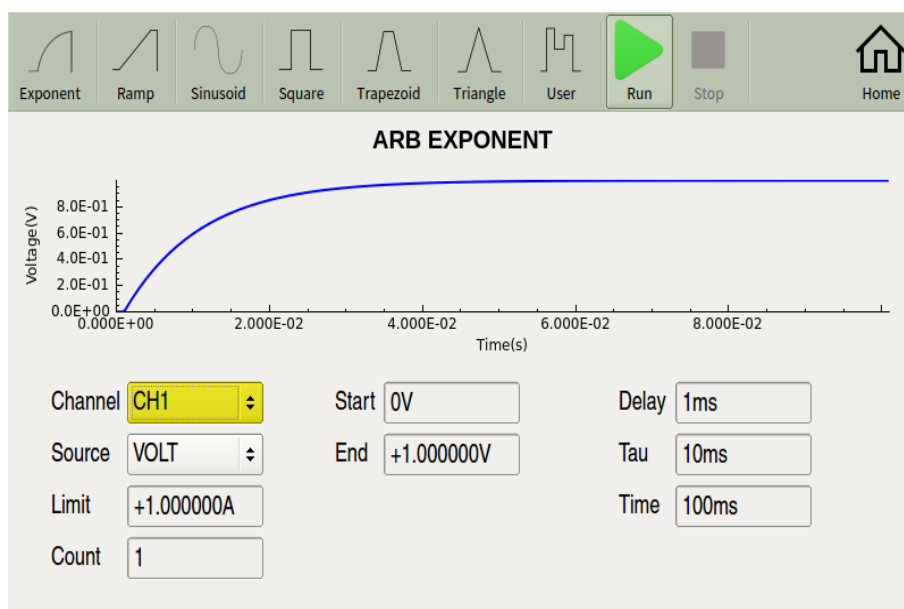 Exponent Ramp Sinusoid Square Trapezoid Triangle User Run Stop Home
ARB EXPONENT
Voltage(V)
8.0E-01
6.0E-01
4.0E-01
2.0E-01
0.0E+00
0.000E+00 2.000E-02 4.000E-02 6.000E-02 8.000E-02
Time(s)
Channel CH1 Start 0V Delay 1ms
Source VOLT End +1.000000V Tau 10ms
Limit +1.000000A Time 100ms
Count 1